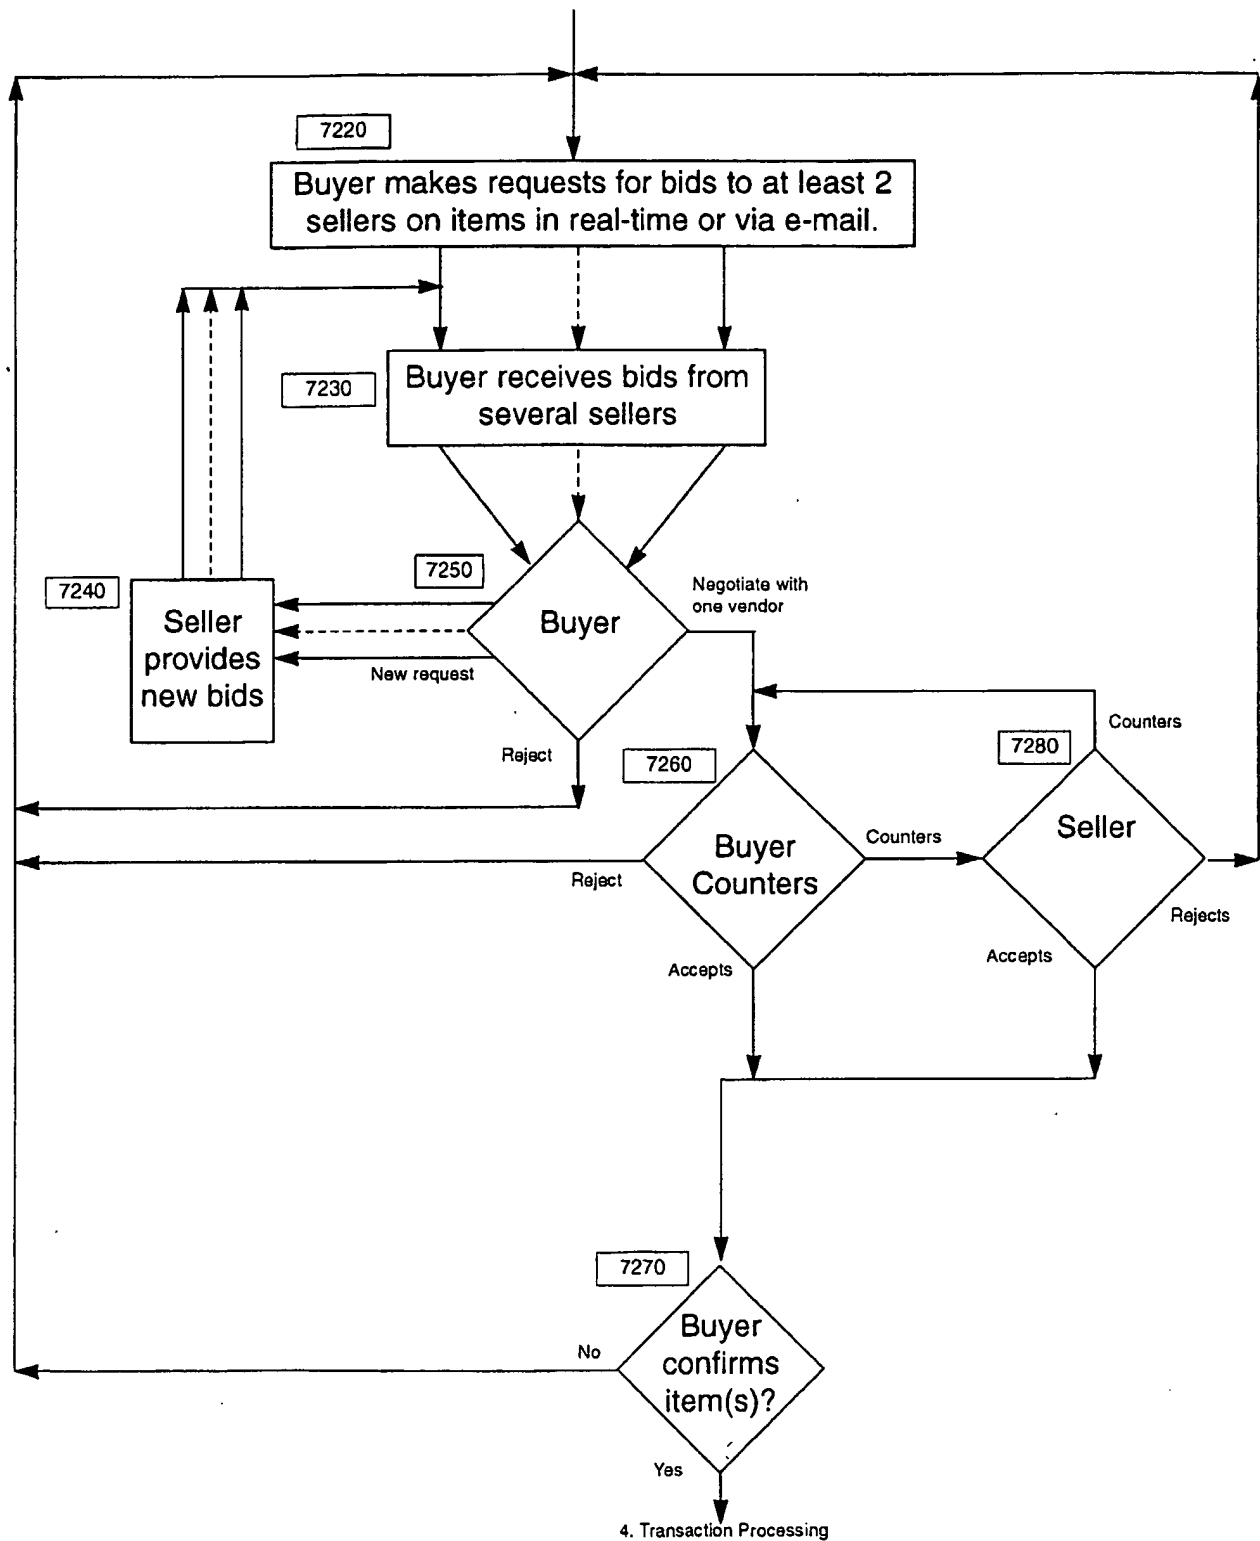 7220
Buyer makes requests for bids to at least 2
sellers on items in real-time or via e-mail.
7230
Buyer receives bids from
several sellers
7240
Seller
provides
new bids
7250
Buyer
Negotiate with
one vendor
New request
Reject
7260
Buyer
Counters
Counters
Reject
Accepts
7280
Seller
Counters
Rejects
Accepts
7270
Buyer
confirms
item(s)?
No
Yes
4. Transaction Processing